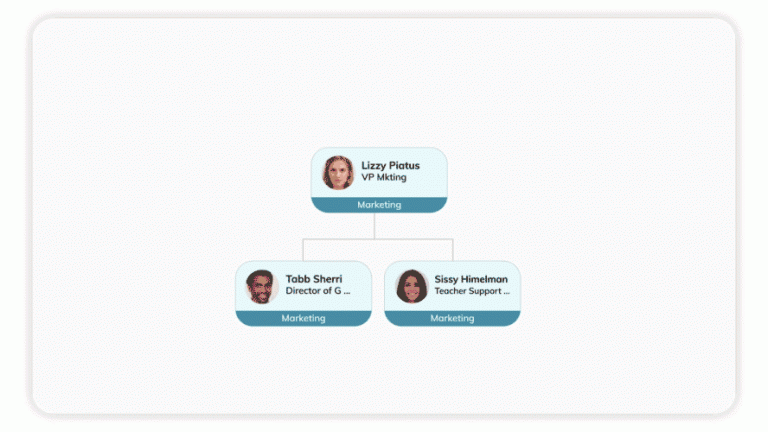 Lizzy Piatus
VP Mkting
Marketing
Tabb Sherri
Director of G ...
Marketing
Sissy Himelman
Teacher Support ...
Marketing